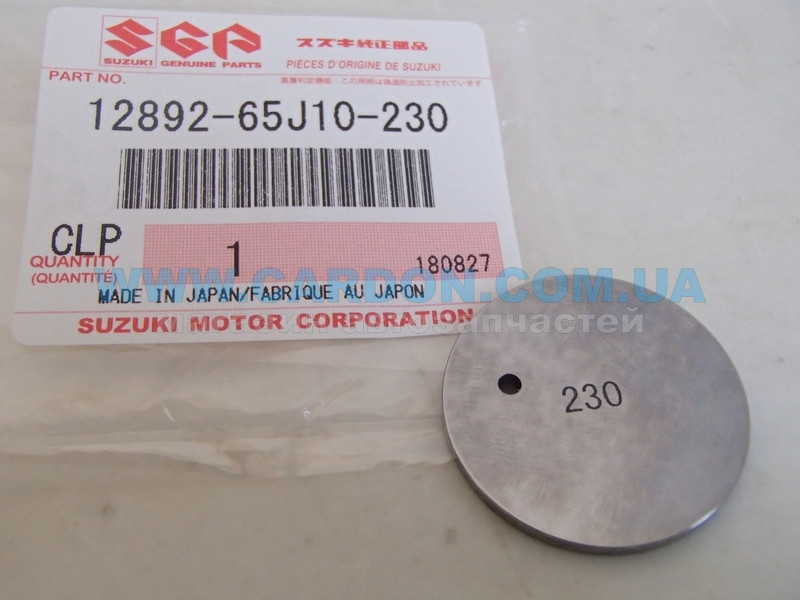 SGP
SUZUKI GENUINE PARTS
スズキ純正部品
PIÈCES D'ORIGINE DE SUZUKI
PART NO.
12892-65J10-230
CLP
QUANTITY
(QUANTITÉ)
1
180827
WWW.CARDON.COM.UA
MADE IN JAPAN/FABRIQUE AU JAPON
SUZUKI MOTOR CORPORATION
автозапчастей
230